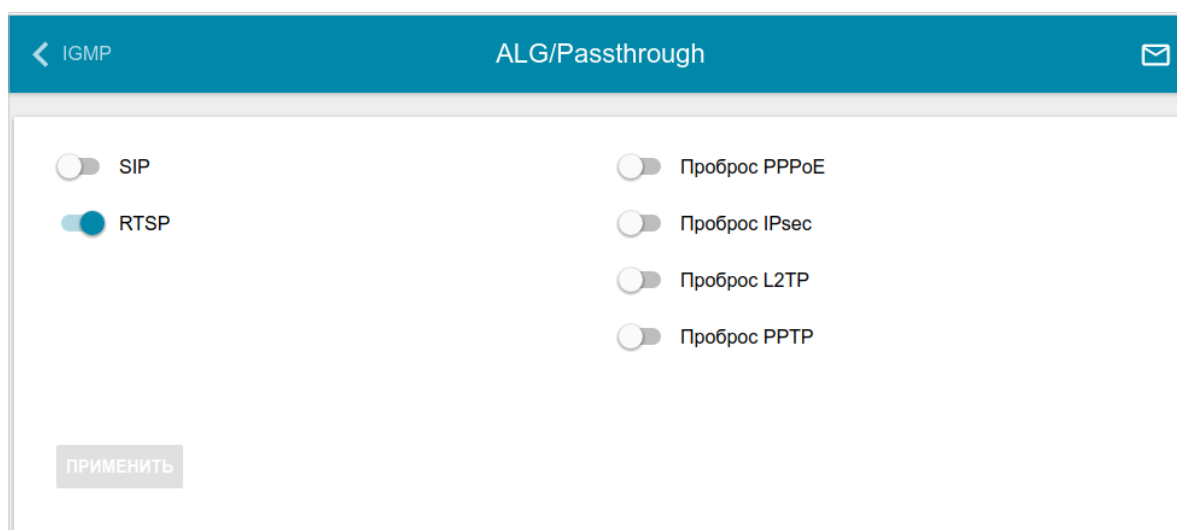 IGMP
ALG/Passthrough
SIP
Проброс PPPoE
RTSP
Проброс IPsec
Проброс L2TP
Проброс PPTP
ПРИМЕНИТЬ